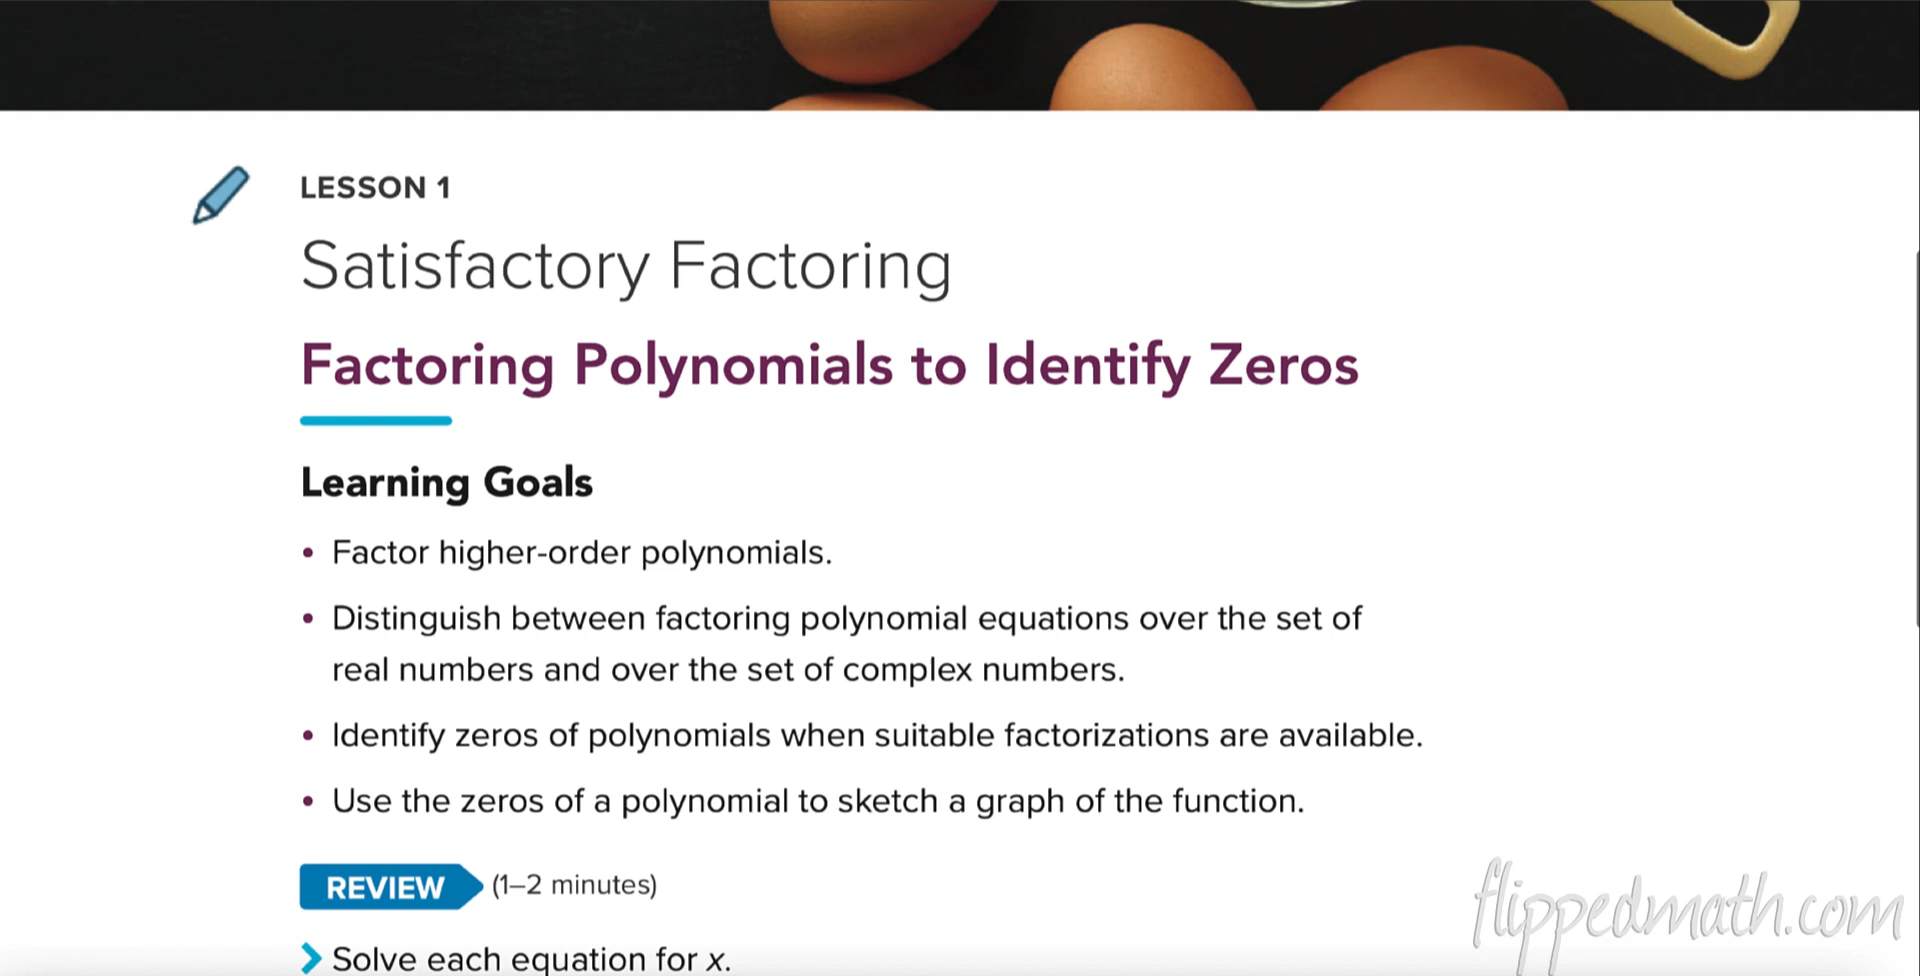 LESSON 1
Satisfactory Factoring
Factoring Polynomials to Identify Zeros
Learning Goals
• Factor higher-order polynomials.
• Distinguish between factoring polynomial equations over the set of
real numbers and over the set of complex numbers.
• Identify zeros of polynomials when suitable factorizations are available.
• Use the zeros of a polynomial to sketch a graph of the function.
REVIEW (1–2 minutes)
Solve each equation for x.
flippedmath.com